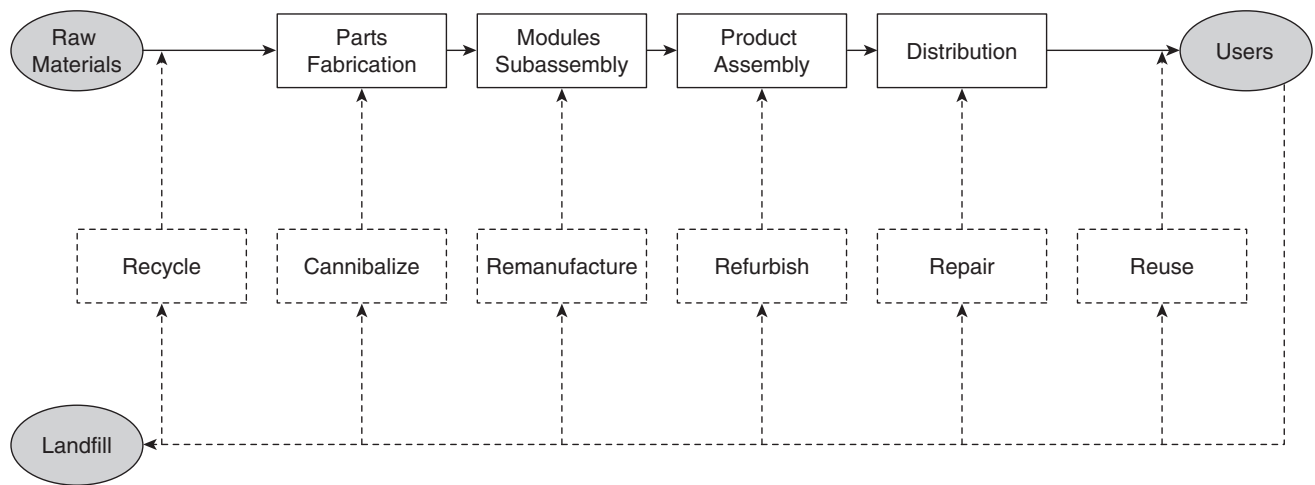 Raw
Materials
Parts
Fabrication
Modules
Subassembly
Product
Assembly
Distribution
Users
Recycle
Cannibalize
Remanufacture
Refurbish
Repair
Reuse
Landfill